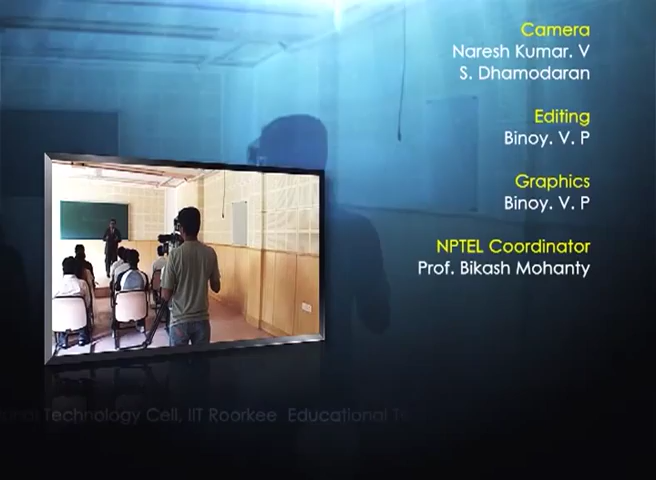 Camera
Naresh Kumar. V
S. Dhamodaran
Editing
Binoy. V. P
Graphics
Binoy. V. P
NPTEL Coordinator
Prof. Bikash Mohanty
Technology Cell, IIT Roorkee Educational